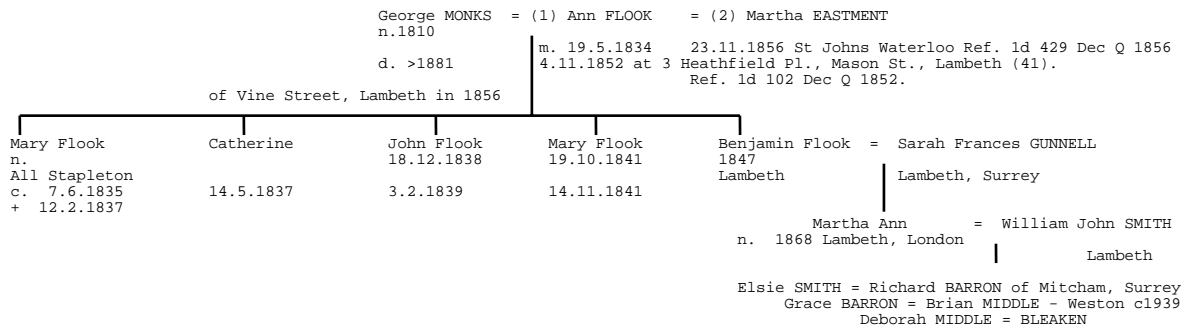 George MONKS = (1) Ann FLOOK = (2) Martha EASTMENT
n.1810
m. 19.5.1834 23.11.1856 St Johns Waterloo Ref. 1d 429 Dec Q 1856
d. >1881 4.11.1852 at 3 Heathfield Pl., Mason St., Lambeth (41).
Ref. 1d 102 Dec Q 1852.
of Vine Street, Lambeth in 1856
Mary Flook Catherine John Flook Mary Flook Benjamin Flook = Sarah Frances GUNNELL
n. 18.12.1838 19.10.1841 1847
All Stapleton Lambeth Lambeth, Surrey
c. 7.6.1835 14.5.1837 3.2.1839 14.11.1841
+ 12.2.1837
Martha Ann = William John SMITH
n. 1868 Lambeth, London
Lambeth
Elsie SMITH = Richard BARRON of Mitcham, Surrey
Grace BARRON = Brian MIDDLE - Weston c1939
Deborah MIDDLE = BLEAKEN